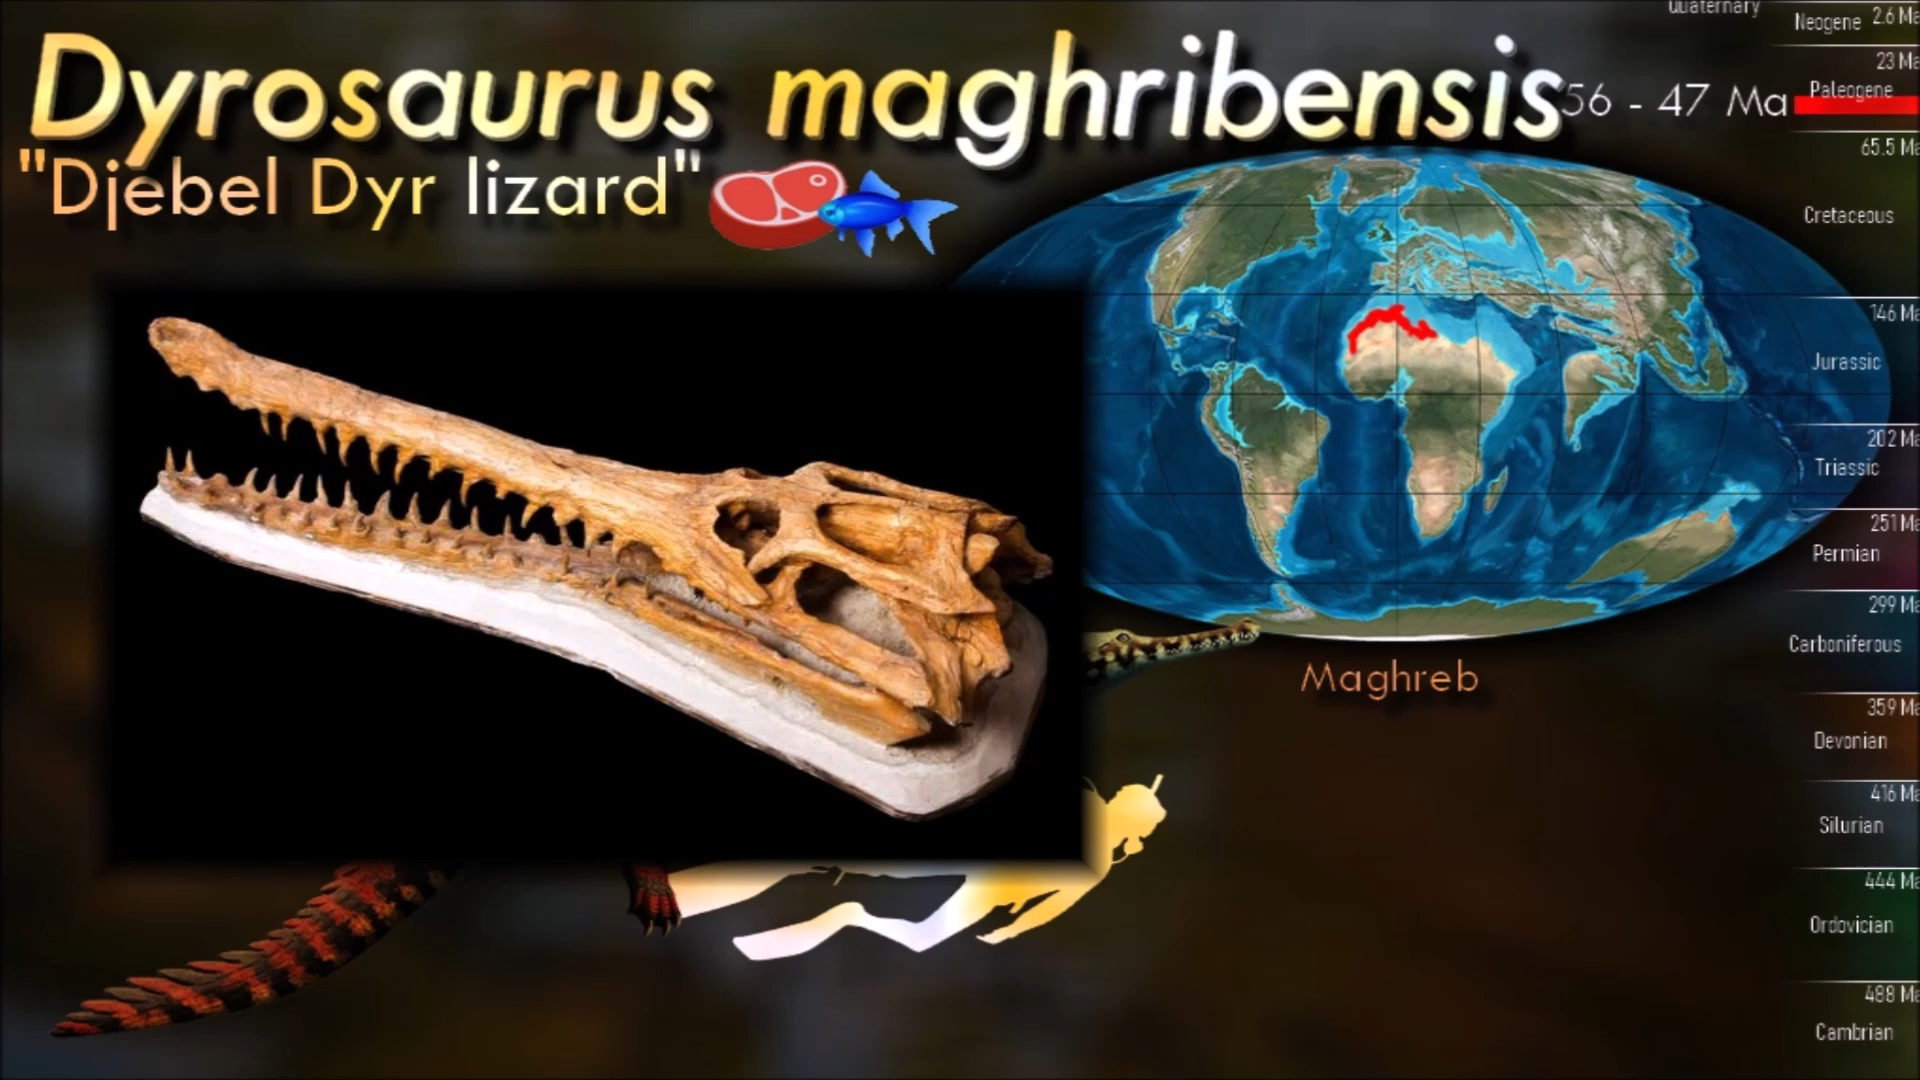 Dyrosaurus maghribensis
"Djebel Dyr lizard"
56 - 47 Ma
Maghreb
Quaternary
2.6 Ma
Neogene
23 Ma
Paleogene
65.5 Ma
Cretaceous
146 Ma
Jurassic
202 Ma
Triassic
251 Ma
Permian
299 Ma
Carboniferous
359 Ma
Devonian
416 Ma
Silurian
444 Ma
Ordovician
488 Ma
Cambrian